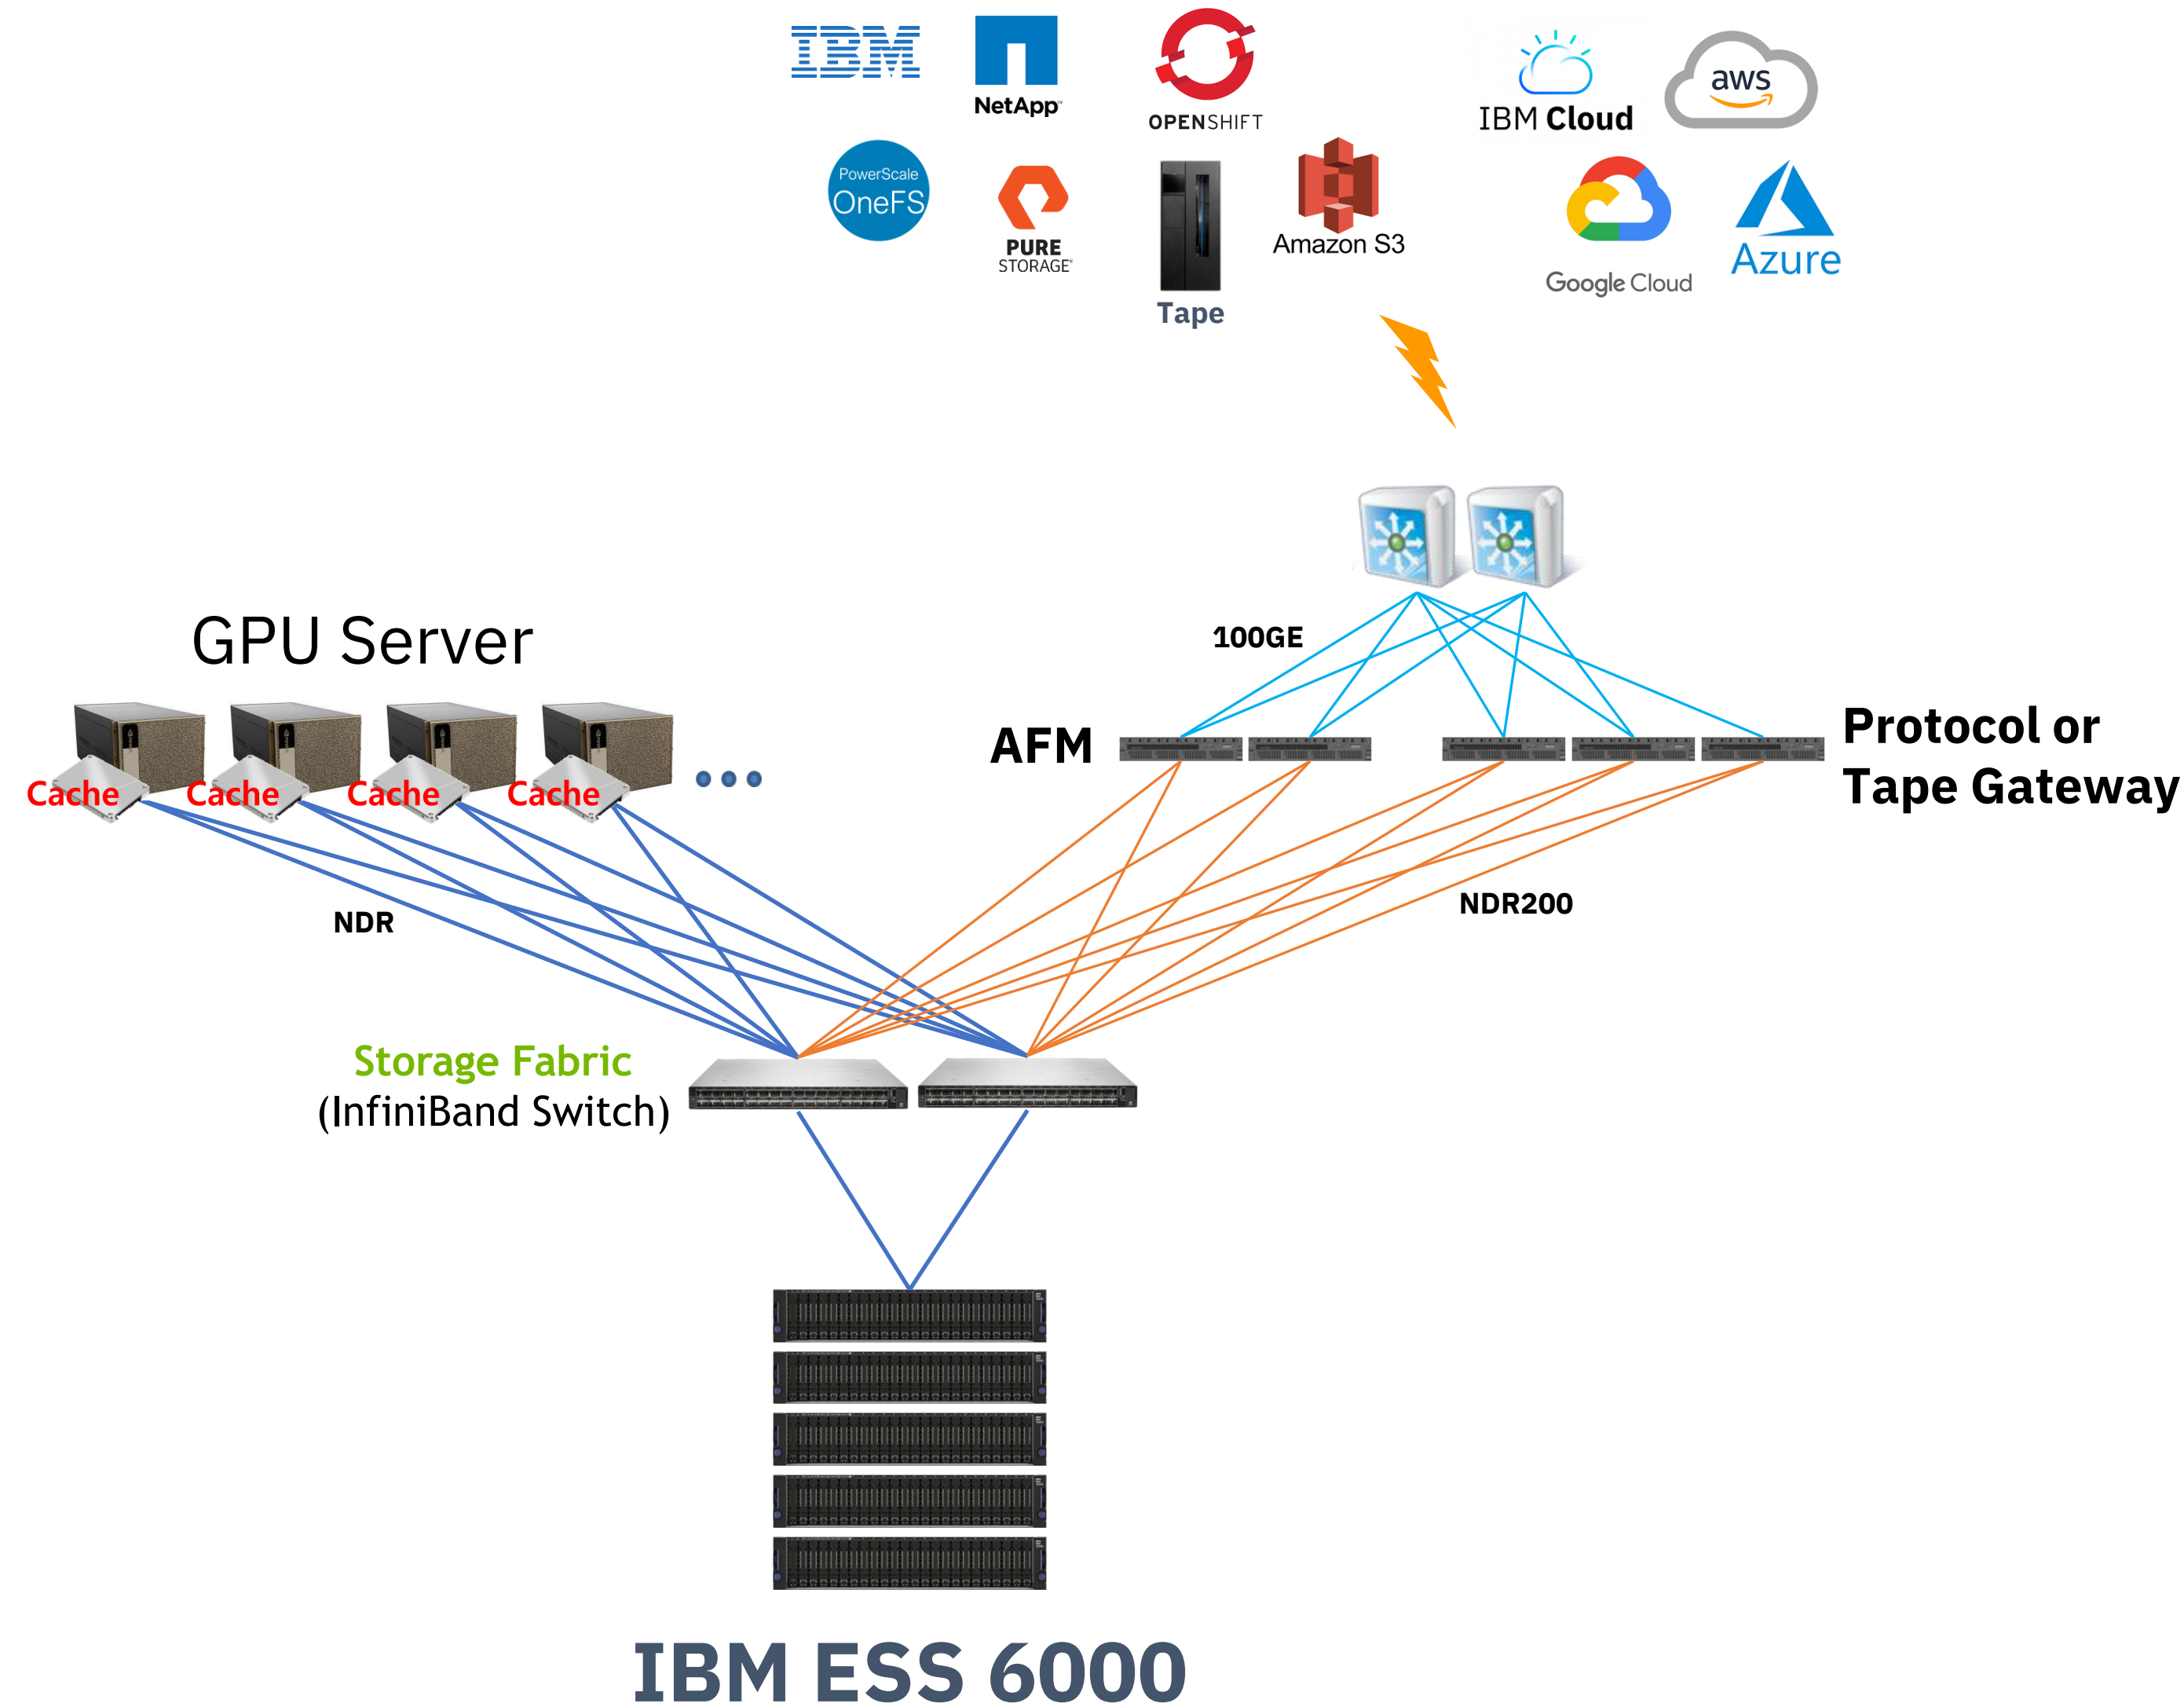 IBM
NetApp
OPENSHIFT
IBM Cloud
aws
PowerScale
OneFS
PURE
STORAGE
Tape
Amazon S3
Google Cloud
Azure
100GE
GPU Server
AFM
Protocol or
Tape Gateway
Cache
Cache
Cache
Cache
NDR
NDR200
Storage Fabric
(InfiniBand Switch)
IBM ESS 6000